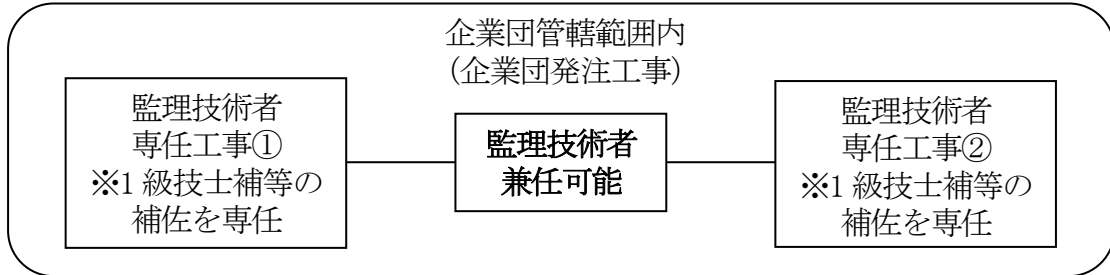 企業団管轄範囲内
(企業団発注工事)
監理技術者
専任工事①
※1 級技士補等の
補佐を専任
監理技術者
兼任可能
監理技術者
専任工事②
※1 級技士補等の
補佐を専任